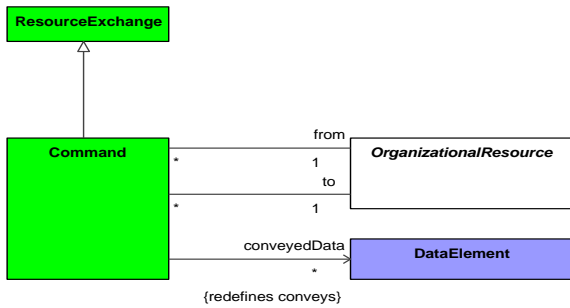 ResourceExchange
Command
from
*
1
OrganizationalResource
to
*
1
conveyedData
*
DataElement
{redefines conveys}